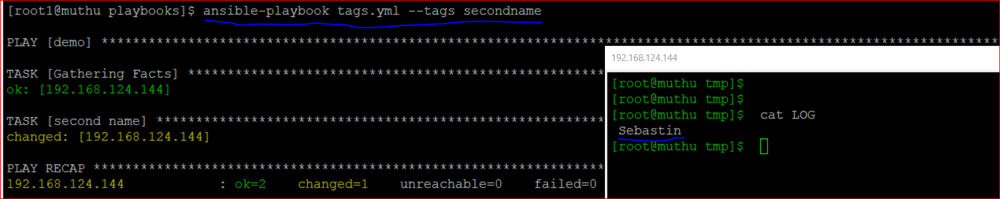 [root1@muthu playbooks]$ ansible-playbook tags.yml --tags secondname
PLAY [demo] ******************************************************************************************************************
TASK [Gathering Facts] *****************************************************
ok: [192.168.124.144]
TASK [second name] *********************************************************
changed: [192.168.124.144]
PLAY RECAP *****************************************************************
192.168.124.144 : ok=2 changed=1 unreachable=0 failed=0
192.168.124.144
[root@muthu tmp]$
[root@muthu tmp]$
[root@muthu tmp]$ cat LOG
Sebastin
[root@muthu tmp]$